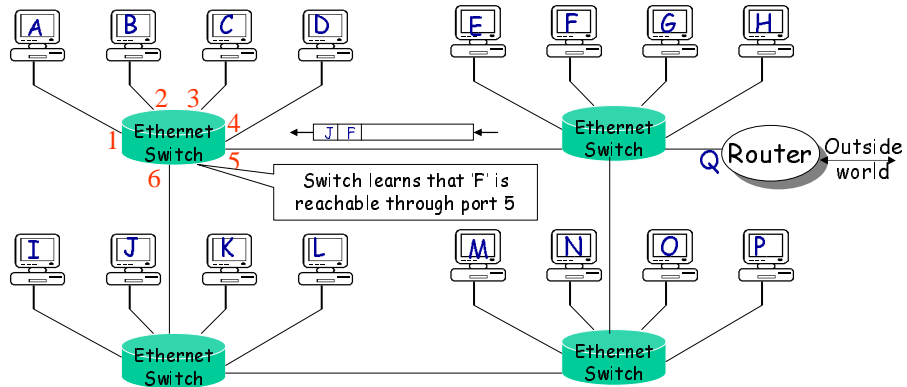 A
B
C
D
E
F
G
H
2
3
1
4
5
6
Ethernet
Switch
J F
Ethernet
Switch
Q
Router
Outside
world
Switch learns that 'F' is
reachable through port 5
I
J
K
L
M
N
O
P
Ethernet
Switch
Ethernet
Switch